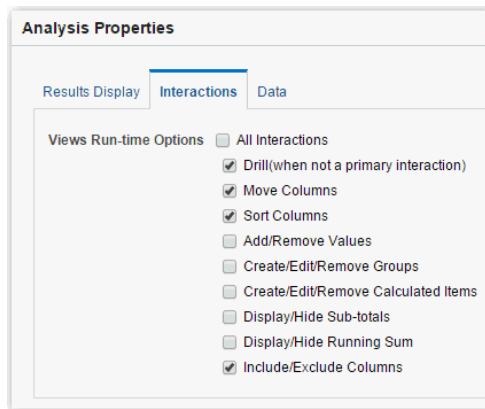 Analysis Properties
Results Display Interactions Data
Views Run-time Options All Interactions
Drill(when not a primary interaction)
Move Columns
Sort Columns
Add/Remove Values
Create/Edit/Remove Groups
Create/Edit/Remove Calculated Items
Display/Hide Sub-totals
Display/Hide Running Sum
Include/Exclude Columns